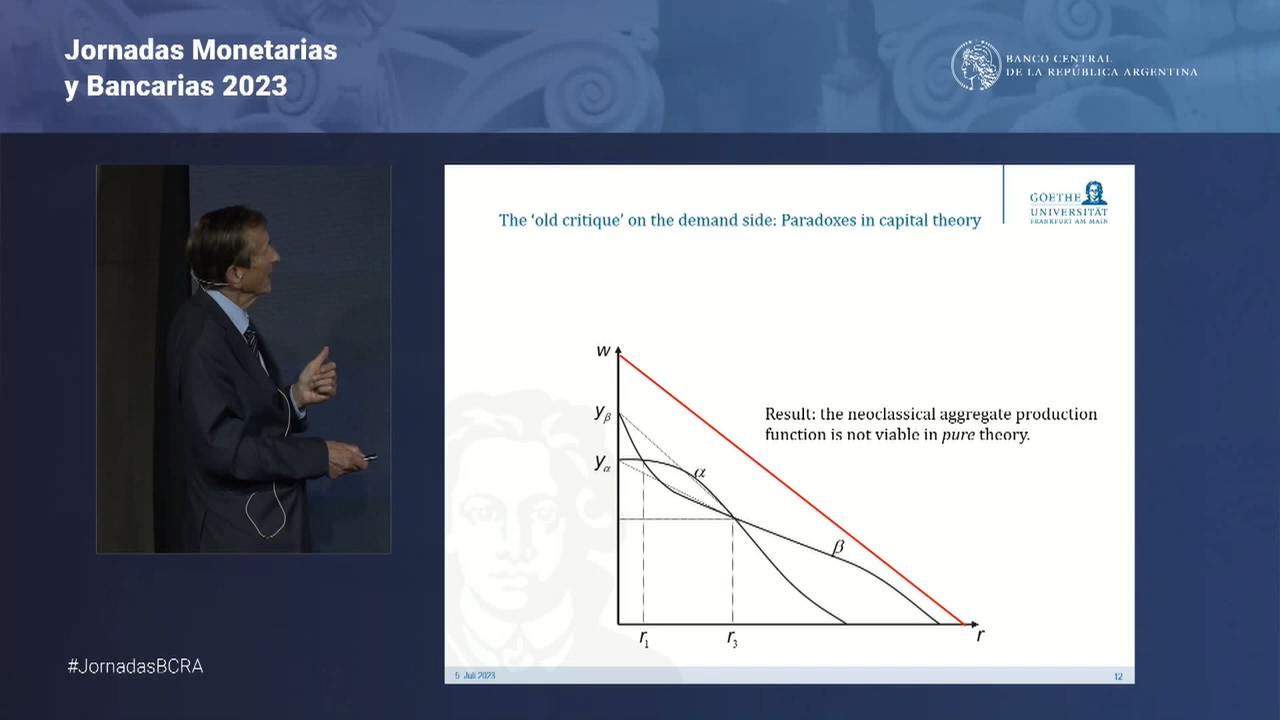 Jornadas Monetarias
y Bancarias 2023
BANCO CENTRAL
DE LA REPÚBLICA ARGENTINA
The ‘old critique’ on the demand side: Paradoxes in capital theory
GOETHE
UNIVERSITÄT
FRANKFURT AM MAIN
w
yβ
yα
α
β
Result: the neoclassical aggregate production
function is not viable in pure theory.
r1
r3
r
#JornadasBCRA
5 Juli 2023
12